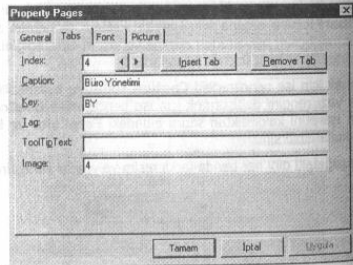 Property Pages
General Tabs Font Picture
Index: 4 Insert Tab Remove Tab
Caption: Büro Yönetimi
Key: BY
Tag:
ToolTipText:
Image: 4
Tamam İptal Uygula